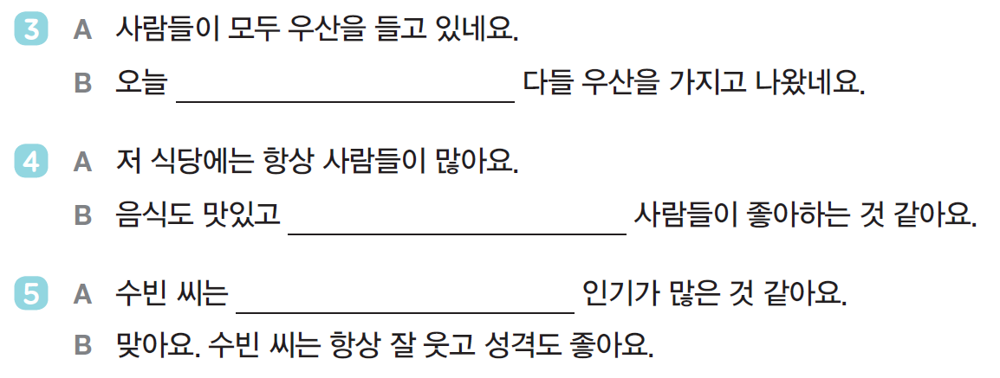 3 A 사람들이 모두 우산을 들고 있네요.
B 오늘 ____________ 다들 우산을 가지고 나왔네요.
4 A 저 식당에는 항상 사람들이 많아요.
B 음식도 맛있고 ____________ 사람들이 좋아하는 것 같아요.
5 A 수빈 씨는 ____________ 인기가 많은 것 같아요.
B 맞아요. 수빈 씨는 항상 잘 웃고 성격도 좋아요.